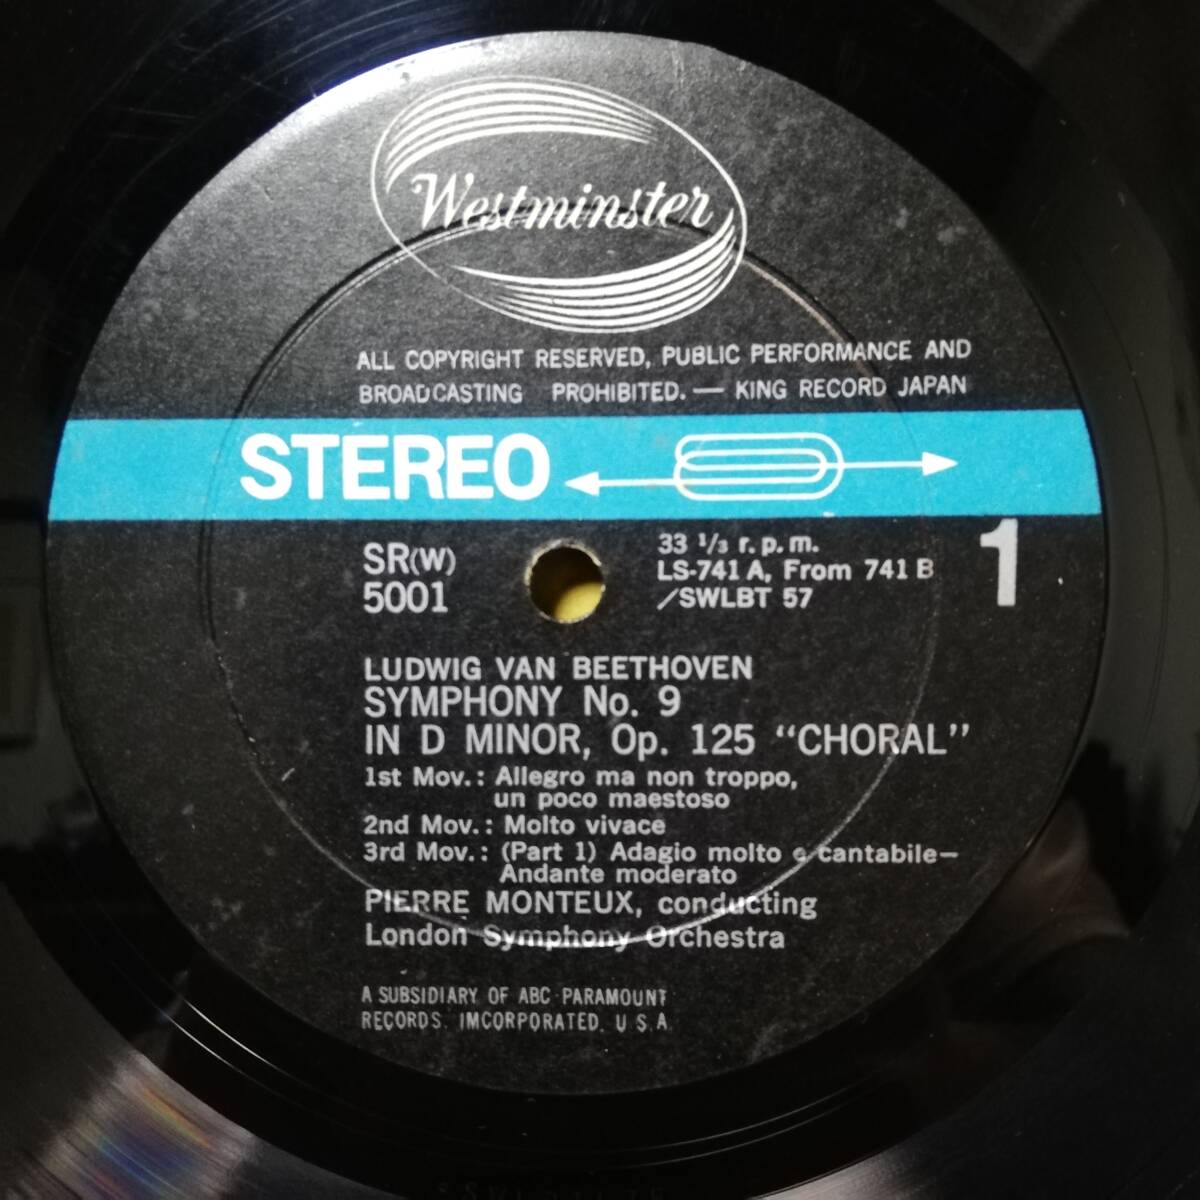 Westminster
ALL COPYRIGHT RESERVED, PUBLIC PERFORMANCE AND
BROADCASTING PROHIBITED. — KING RECORD JAPAN
STEREO
SR(W)
5001
33 1/3 r. p. m.
LS-741 A, From 741 B
/SWLBT 57
1
LUDWIG VAN BEETHOVEN
SYMPHONY No. 9
IN D MINOR, Op. 125 “CHORAL”
1st Mov.: Allegro ma non troppo,
un poco maestoso
2nd Mov.: Molto vivace
3rd Mov.: (Part 1) Adagio molto e cantabile—
Andante moderato
PIERRE MONTEUX, conducting
London Symphony Orchestra
A SUBSIDIARY OF ABC-PARAMOUNT
RECORDS. IMCORPORATED. U S.A.